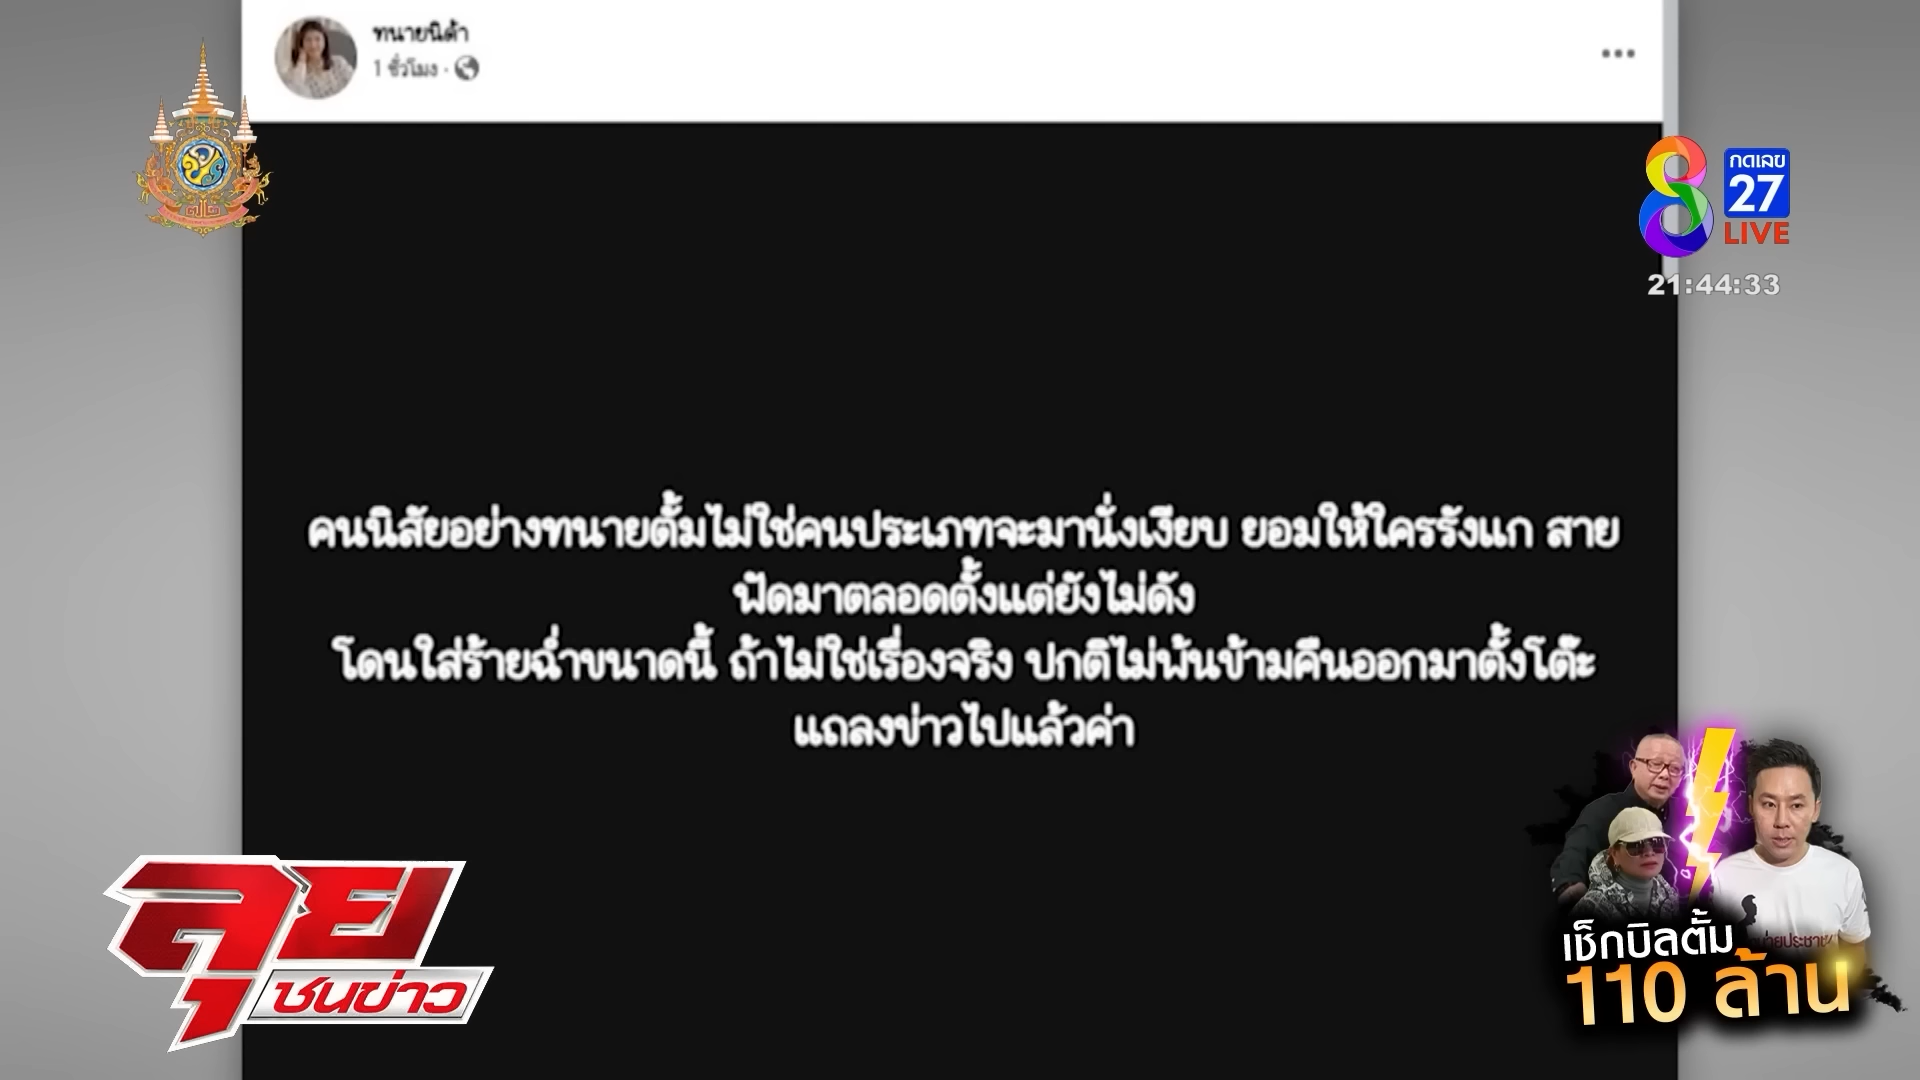 ทนายนิด้า
1 ชั่วโมง
กดเลข
27
LIVE
21:44:33
คนนิสัยอย่างทนายตั้มไม่ใช่คนประเภทจะมานั่งเงียบ ยอมให้ใครรังแก สาย
ฟัดมาตลอดตั้งแต่ยังไม่ดัง
โดนใส่ร้ายฉ่ำขนาดนี้ ถ้าไม่ใช่เรื่องจริง ปกติไม่พ้นข้ามคืนออกมาตั้งโต๊ะ
แถลงข่าวไปแล้วค่า
ลุย
ชนข่าว
เช็กบิลตั้ม
110 ล้าน